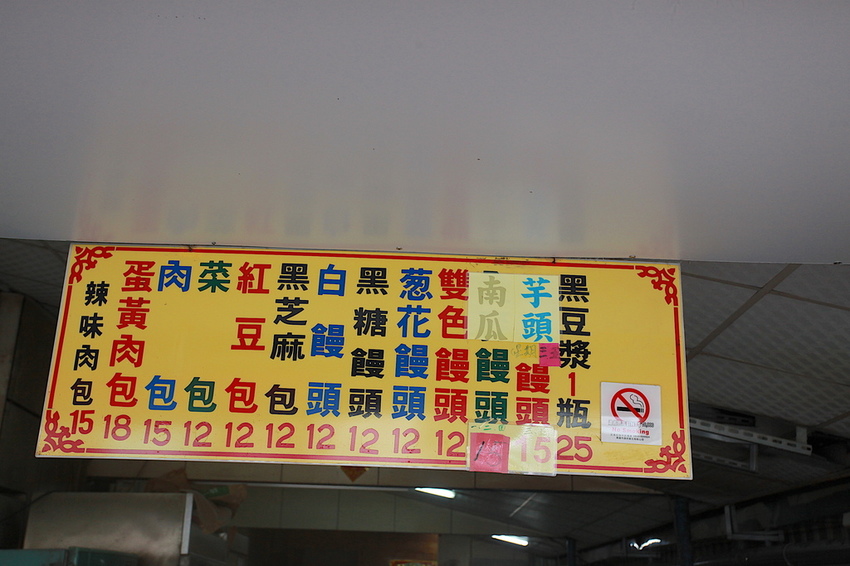 辣味肉包 15
蛋黃肉包 18
肉包 15
菜包 12
紅豆包 12
黑芝麻包 12
白饅頭 12
黑糖饅頭 12
葱花饅頭 12
雙色饅頭 12
南瓜饅頭
芋頭饅頭 15
黑豆漿1瓶 25
No Smoking